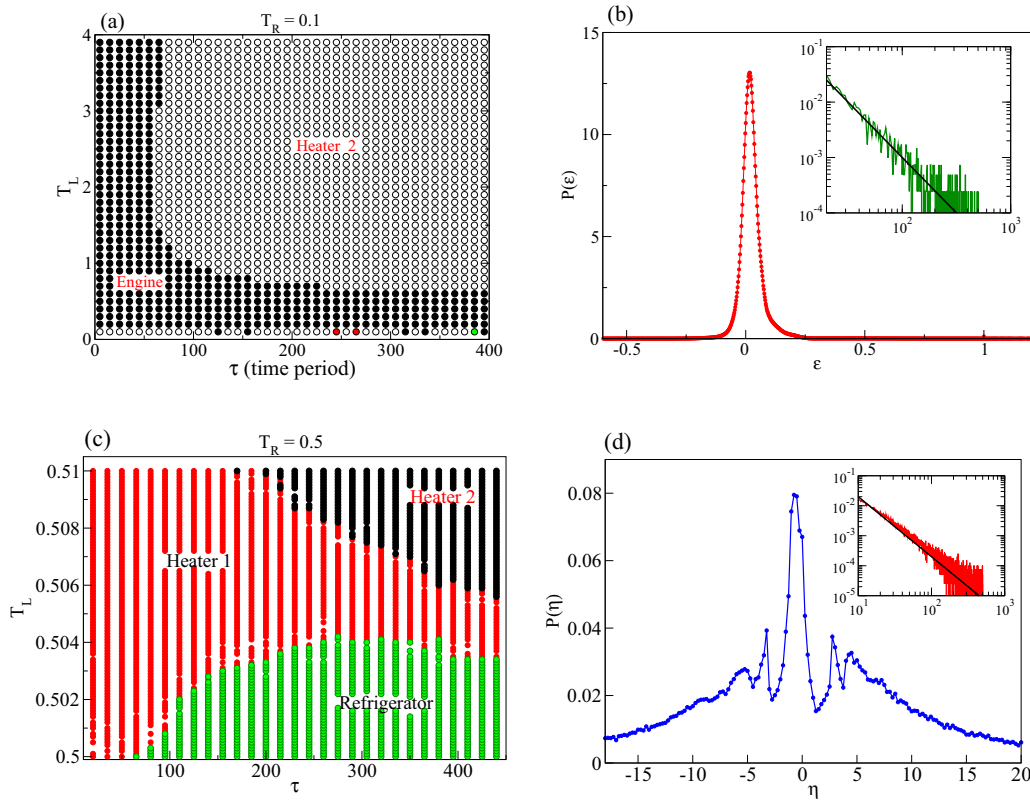 (a)
T_R = 0.1
4
3
2
1
0
T_L
Heater 2
Engine
0 100 200 300 400
τ (time period)
(b)
15
10
5
0
P(ε)
-0.5 0 0.5 1
ε
10^-1
10^-2
10^-3
10^-4
10^2 10^3
(c)
T_R = 0.5
0.51
0.508
0.506
0.504
0.502
0.5
T_L
Heater 2
Heater 1
Refrigerator
100 200 300 400
τ
(d)
0.08
0.06
0.04
0.02
0
P(η)
-15 -10 -5 0 5 10 15 20
η
10^-1
10^-2
10^-3
10^-4
10^-5
10^1 10^2 10^3